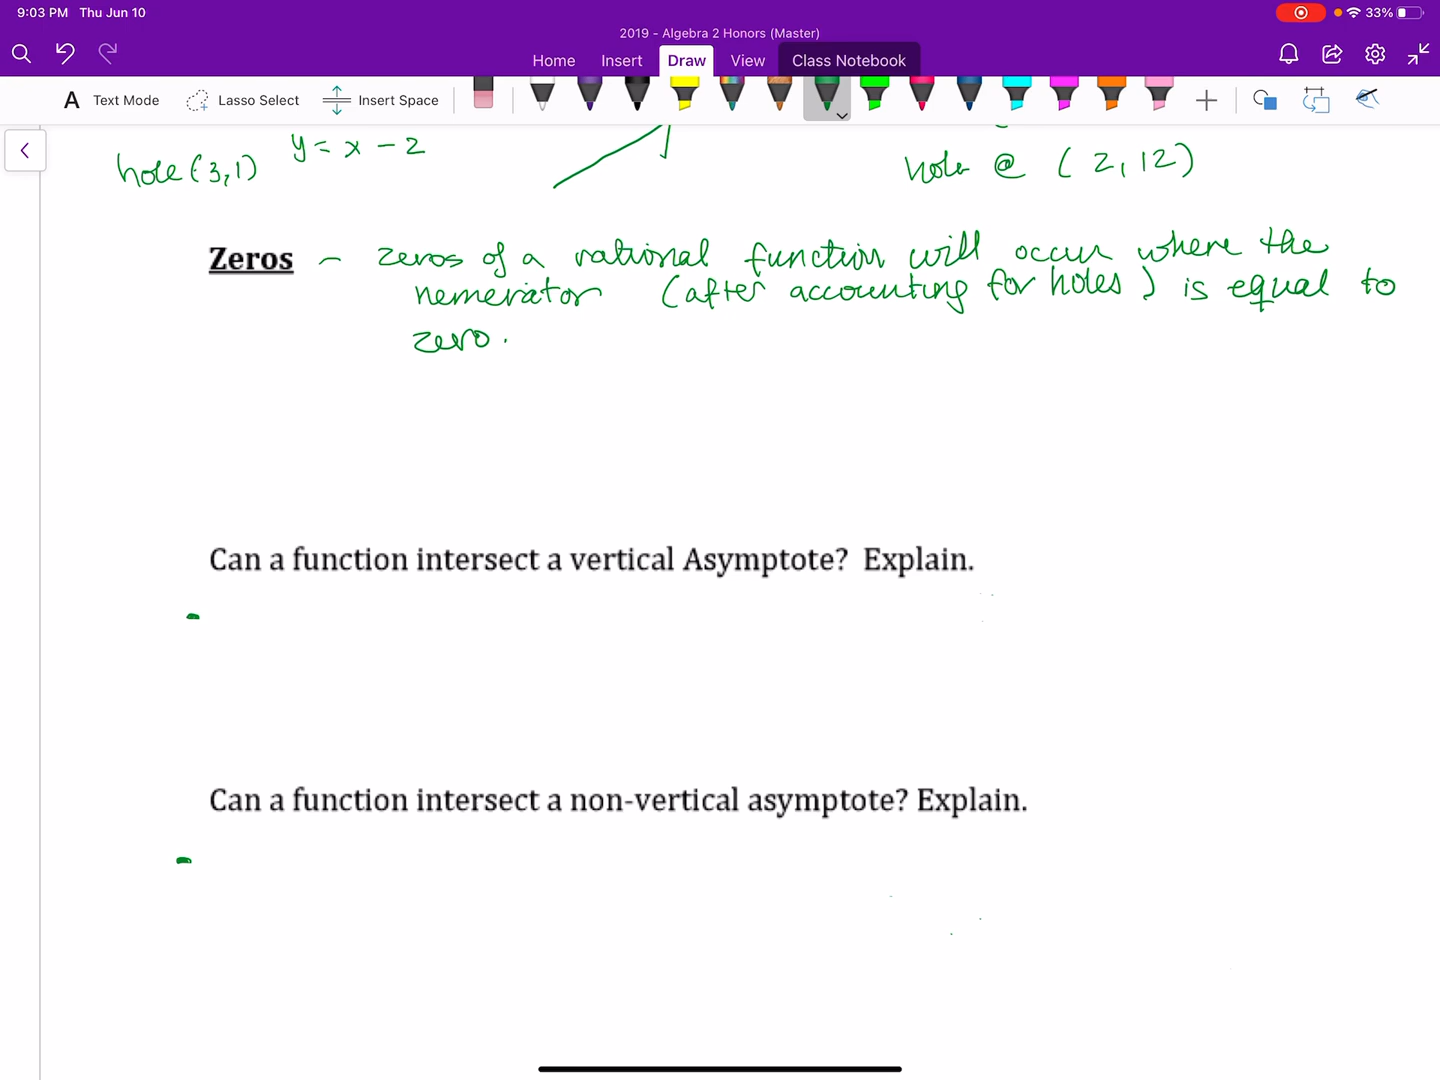 9:03 PM Thu Jun 10
33%
2019 - Algebra 2 Honors (Master)
Home Insert Draw View Class Notebook
A Text Mode Lasso Select Insert Space
y = x - 2
hole (3,1)
hole @ (2,12)
Zeros - zeros of a rational function will occur where the
nemerator (after accounting for holes) is equal to
zero.
Can a function intersect a vertical Asymptote? Explain.
Can a function intersect a non-vertical asymptote? Explain.